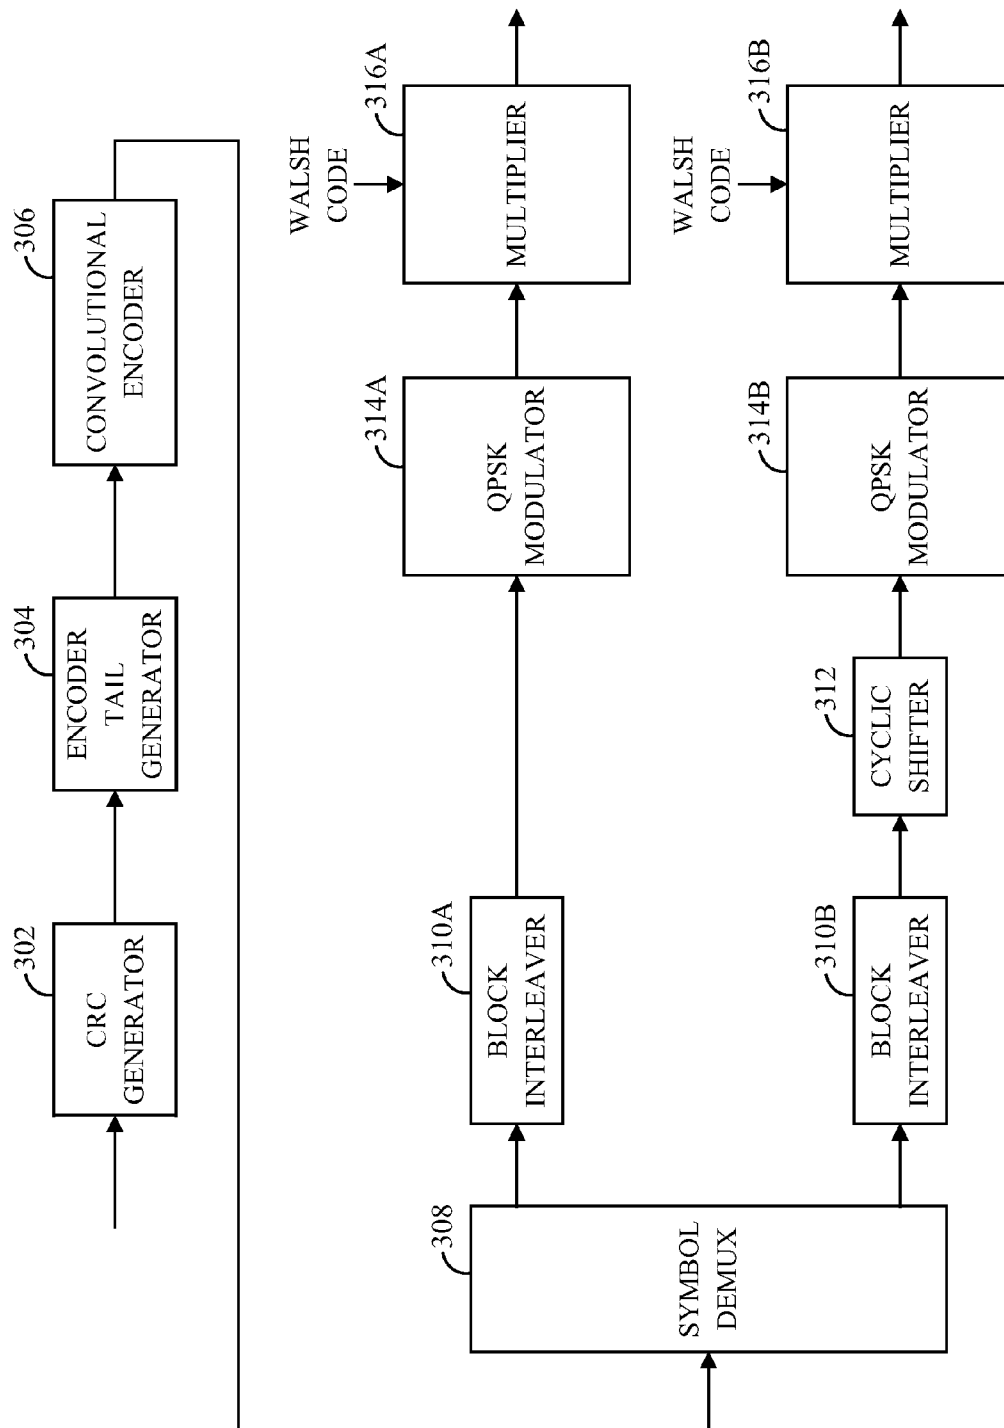 302
CRC
GENERATOR
304
ENCODER
TAIL
GENERATOR
306
CONVOLUTIONAL
ENCODER
308
SYMBOL
DEMUX
310A
BLOCK
INTERLEAVER
314A
QPSK
MODULATOR
WALSH
CODE
316A
MULTIPLIER
310B
BLOCK
INTERLEAVER
312
CYCLIC
SHIFTER
314B
QPSK
MODULATOR
WALSH
CODE
316B
MULTIPLIER